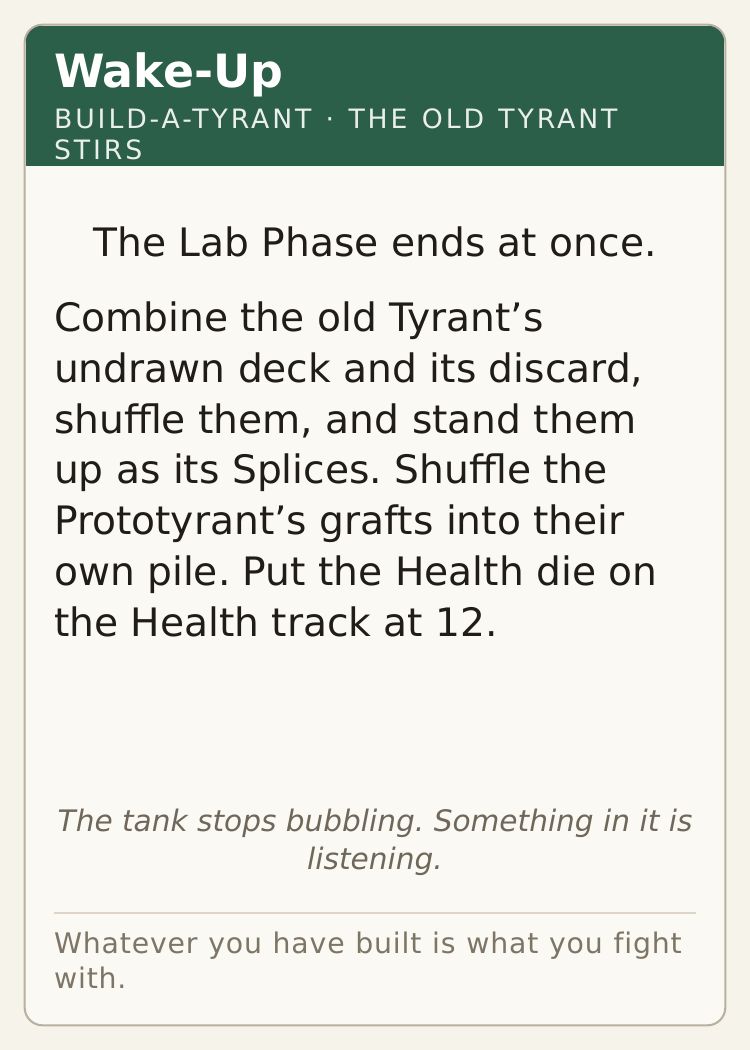 Wake-Up
BUILD-A-TYRANT · THE OLD TYRANT
STIRS
The Lab Phase ends at once.
Combine the old Tyrant’s
undrawn deck and its discard,
shuffle them, and stand them
up as its Splices. Shuffle the
Prototyrant’s grafts into their
own pile. Put the Health die on
the Health track at 12.
The tank stops bubbling. Something in it is
listening.
Whatever you have built is what you fight
with.